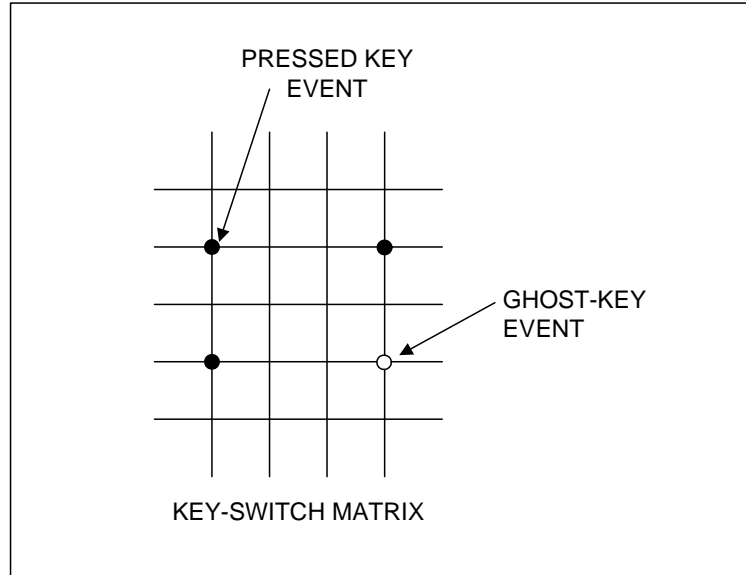 PRESSED KEY
EVENT
GHOST-KEY
EVENT
KEY-SWITCH MATRIX